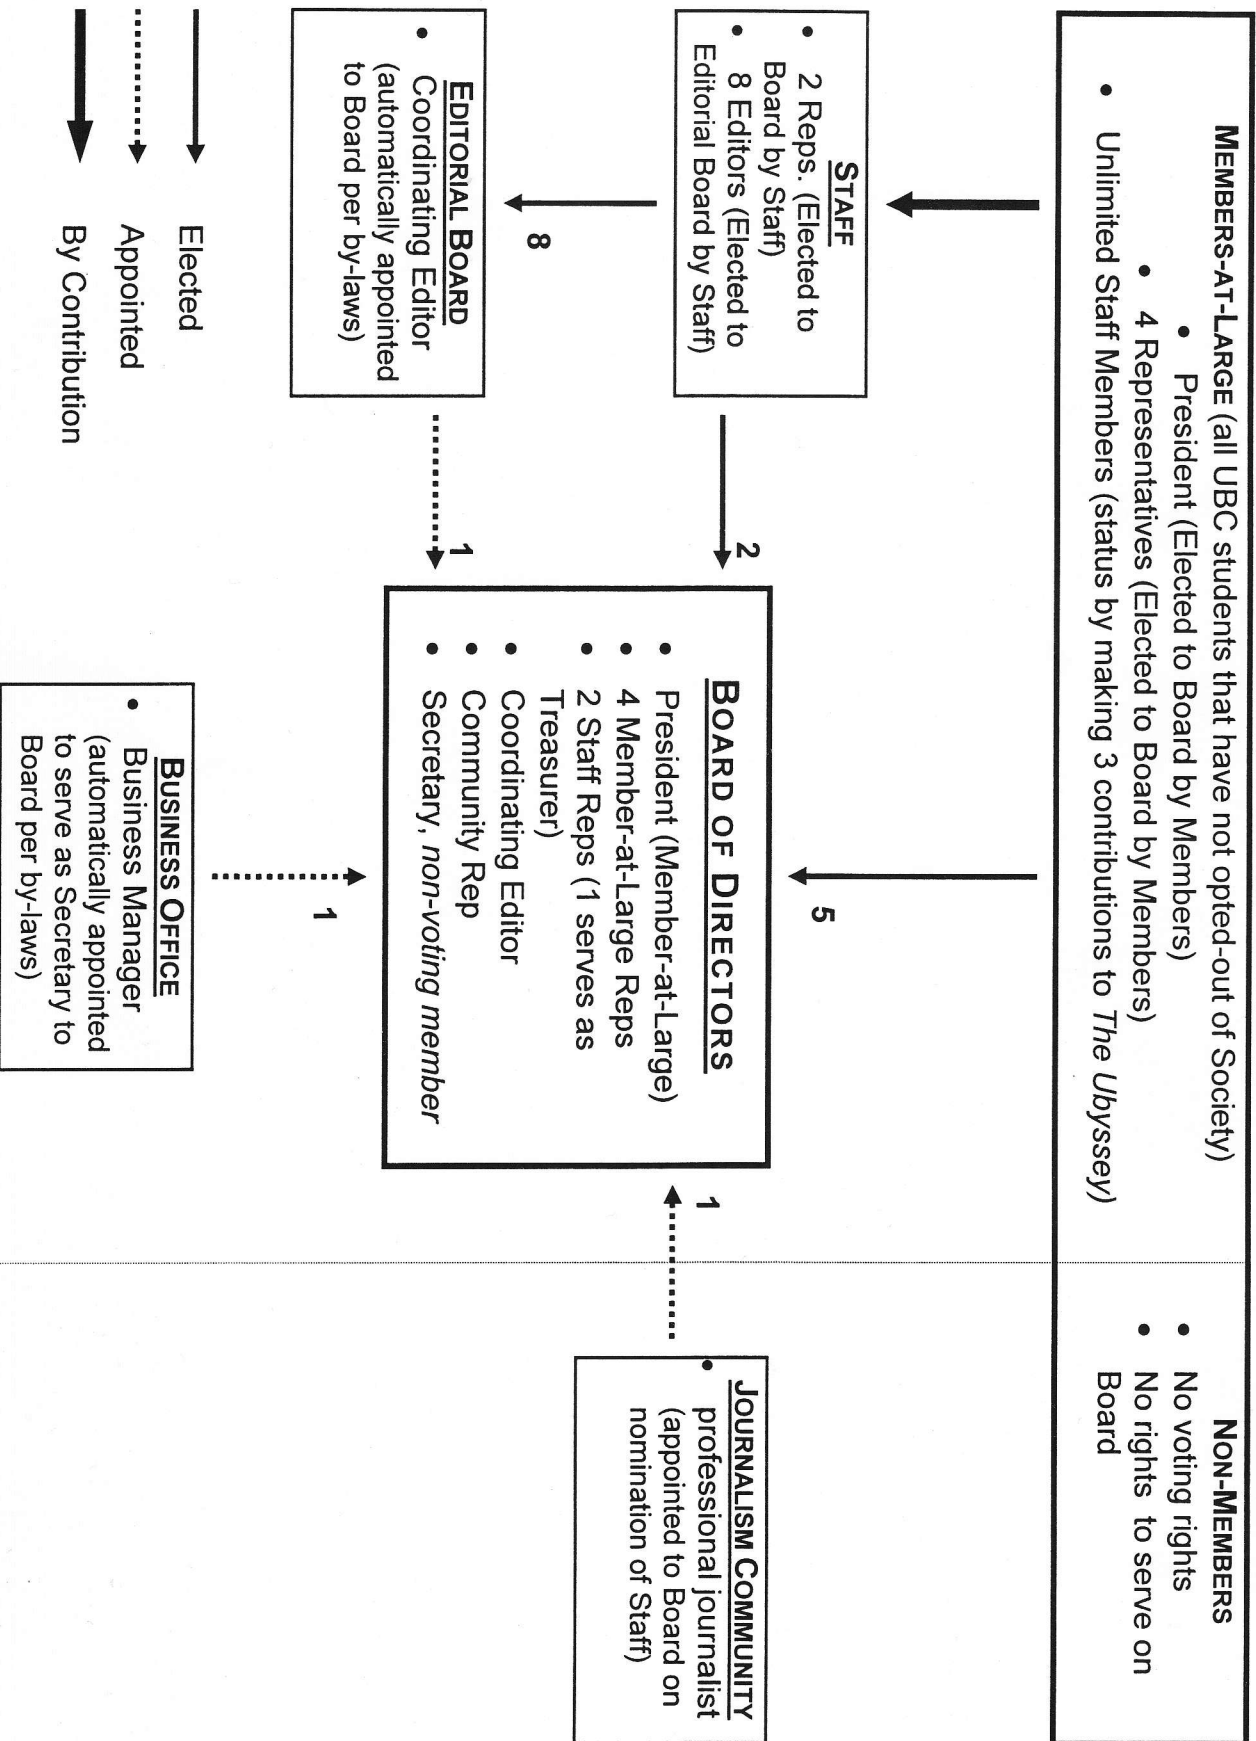 MEMBERS-AT-LARGE (all UBC students that have not opted-out of Society)
• President (Elected to Board by Members)
• 4 Representatives (Elected to Board by Members)
• Unlimited Staff Members (status by making 3 contributions to The Ubyssey)
NON-MEMBERS
• No voting rights
• No rights to serve on
Board
STAFF
• 2 Reps. (Elected to
Board by Staff)
• 8 Editors (Elected to
Editorial Board by Staff)
2
5
8
BOARD OF DIRECTORS
• President (Member-at-Large)
• 4 Member-at-Large Reps
• 2 Staff Reps (1 serves as
Treasurer)
• Coordinating Editor
• Community Rep
• Secretary, non-voting member
1
JOURNALISM COMMUNITY
• professional journalist
(appointed to Board on
nomination of Staff)
EDITORIAL BOARD
• Coordinating Editor
(automatically appointed
to Board per by-laws)
1
1
BUSINESS OFFICE
• Business Manager
(automatically appointed
to serve as Secretary to
Board per by-laws)
Elected
Appointed
By Contribution